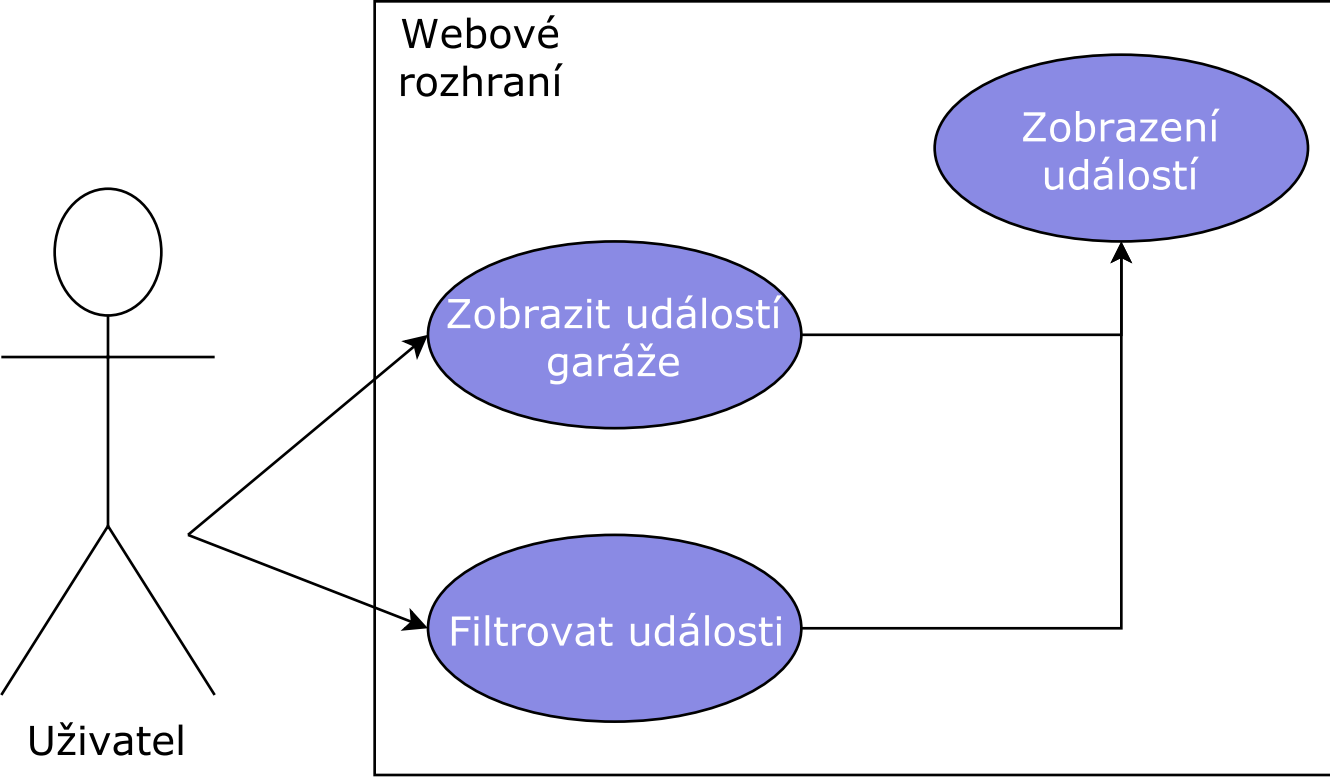 Webové
rozhraní
Zobrazení
událostí
Zobrazit událostí
garáže
Filtrovat události
Uživatel